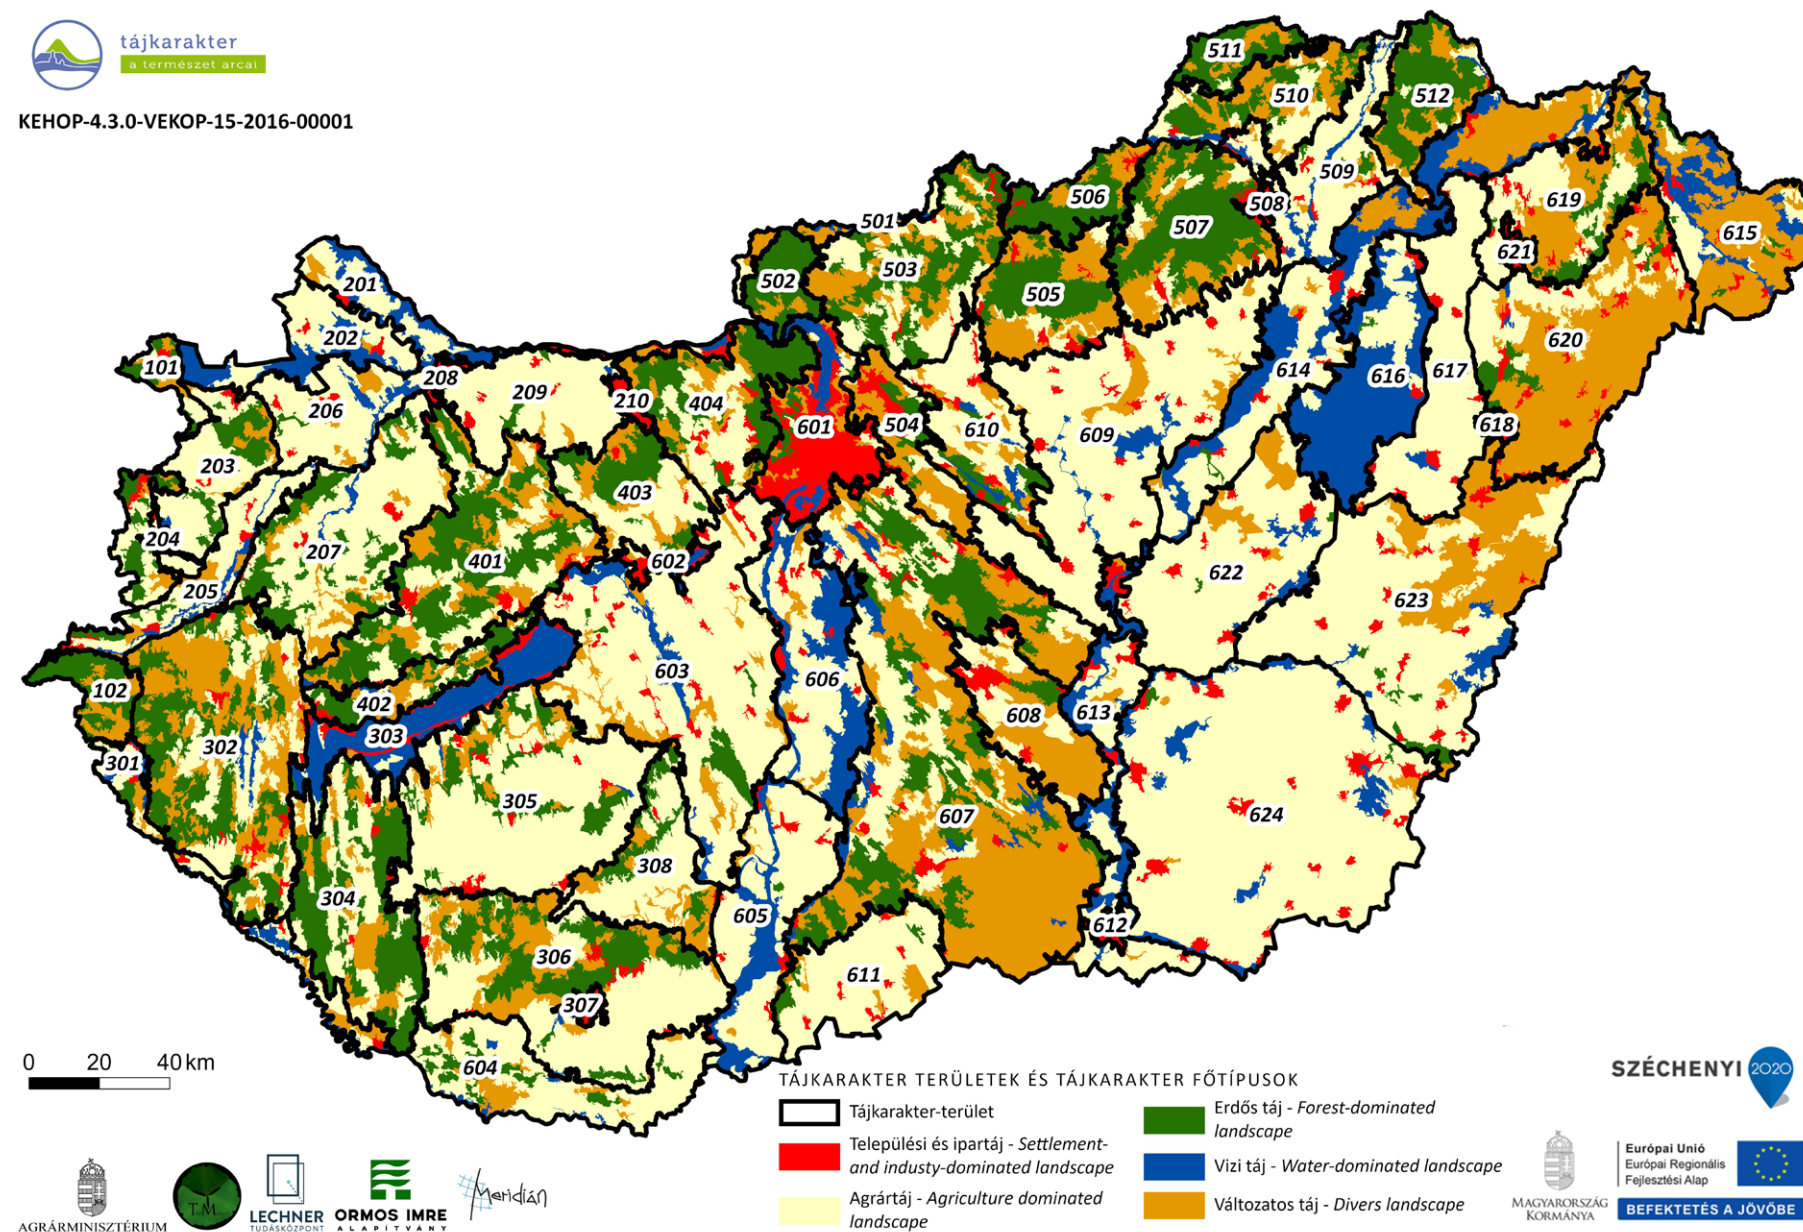 tájkarakter
a természet arcai
KEHOP-4.3.0-VEKOP-15-2016-00001
511
510
512
509
506
508
619
501
507
621
615
503
502
505
201
202
620
614
616
617
101
208
209
210
404
206
601
504
610
609
618
203
403
204
207
401
602
622
205
623
603
606
102
402
608
613
302
303
301
305
607
624
308
304
605
612
306
611
307
604
0 20 40 km
TÁJKARAKTER TERÜLETEK ÉS TÁJKARAKTER FŐTÍPUSOK
Tájkarakter-terület
Települési és ipartáj - Settlement-
and industy-dominated landscape
Agrártáj - Agriculture dominated
landscape
Erdős táj - Forest-dominated
landscape
Vizi táj - Water-dominated landscape
Változatos táj - Divers landscape
SZÉCHENYI 2020
MAGYARORSZÁG
KORMÁNYA
Európai Unió
Európai Regionális
Fejlesztési Alap
BEFEKTETÉS A JÖVŐBE
AGRÁRMINISZTÉRIUM
TM
LECHNER
TUDÁSKÖZPONT
ORMOS IMRE
ALAPÍTVÁNY
Meridián